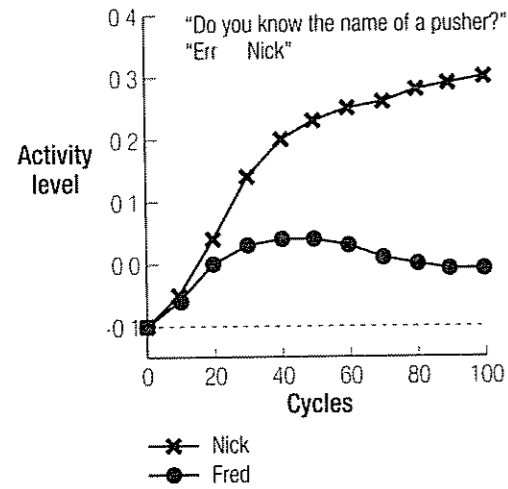 "Do you know the name of a pusher?"
"Err Nick"
0 4
0 3
0 2
0 1
0 0
-0 1
Activity
level
0 20 40 60 80 100
Cycles
Nick
Fred